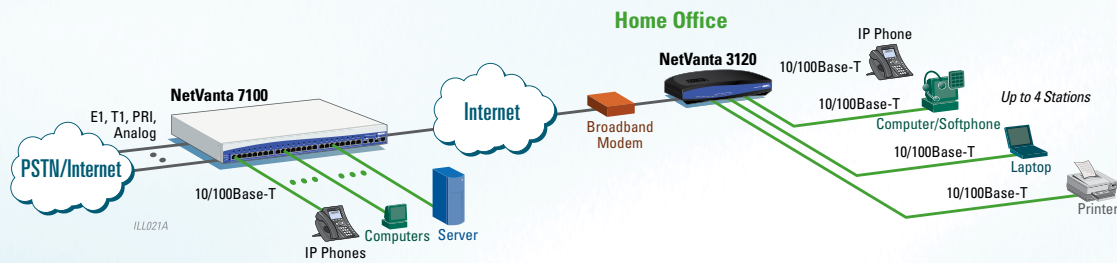 Home Office
IP Phone
NetVanta 3120
10/100Base-T
NetVanta 7100
E1, T1, PRI,
Analog
Internet
10/100Base-T
Up to 4 Stations
Broadband
Modem
Computer/Softphone
10/100Base-T
Laptop
PSTN/Internet
10/100Base-T
10/100Base-T
Printer
ILL021A
IP Phones
Computers
Server